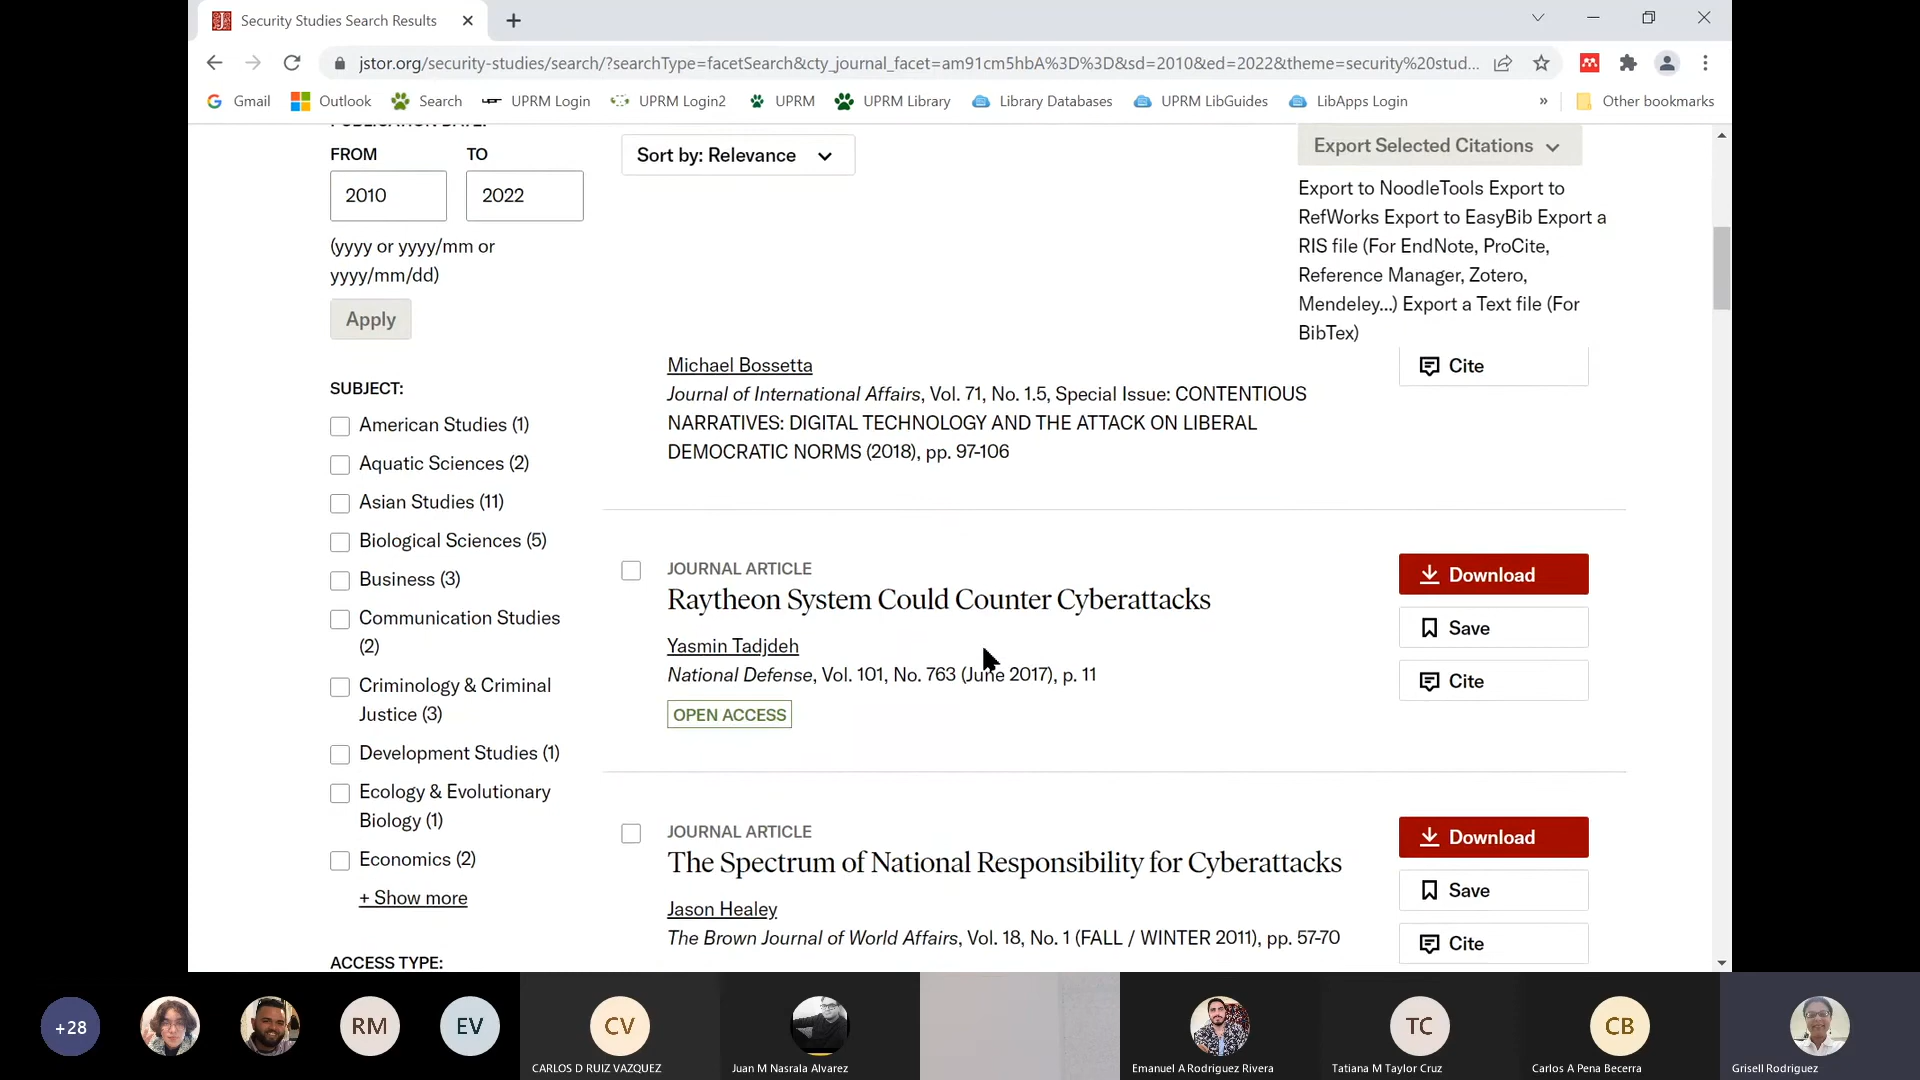 Security Studies Search Results
jstor.org/security-studies/search/?searchType=facetSearch&cty_journal_facet=am91cm5hbA%3D%3D&sd=2010&ed=2022&theme=security%20stud...
Gmail Outlook Search UPRM Login UPRM Login2 UPRM UPRM Library Library Databases UPRM LibGuides LibApps Login » Other bookmarks
PUBLICATION DATE:
FROM TO
2010 2022
(yyyy or yyyy/mm or
yyyy/mm/dd)
Apply
SUBJECT:
American Studies (1)
Aquatic Sciences (2)
Asian Studies (11)
Biological Sciences (5)
Business (3)
Communication Studies
(2)
Criminology & Criminal
Justice (3)
Development Studies (1)
Ecology & Evolutionary
Biology (1)
Economics (2)
+ Show more
ACCESS TYPE:
Sort by: Relevance
Export Selected Citations
Export to NoodleTools Export to
RefWorks Export to EasyBib Export a
RIS file (For EndNote, ProCite,
Reference Manager, Zotero,
Mendeley...) Export a Text file (For
BibTex)
Michael Bossetta
Journal of International Affairs, Vol. 71, No. 1.5, Special Issue: CONTENTIOUS
NARRATIVES: DIGITAL TECHNOLOGY AND THE ATTACK ON LIBERAL
DEMOCRATIC NORMS (2018), pp. 97-106
Cite
JOURNAL ARTICLE
Raytheon System Could Counter Cyberattacks
Yasmin Tadjdeh
National Defense, Vol. 101, No. 763 (June 2017), p. 11
OPEN ACCESS
Download
Save
Cite
JOURNAL ARTICLE
The Spectrum of National Responsibility for Cyberattacks
Jason Healey
The Brown Journal of World Affairs, Vol. 18, No. 1 (FALL / WINTER 2011), pp. 57-70
Download
Save
Cite
+28 RM EV CV TC CB
CARLOS D RUIZ VAZQUEZ Juan M Nasrala Alvarez Emanuel A Rodriguez Rivera Tatiana M Taylor Cruz Carlos A Pena Becerra Grisell Rodriguez